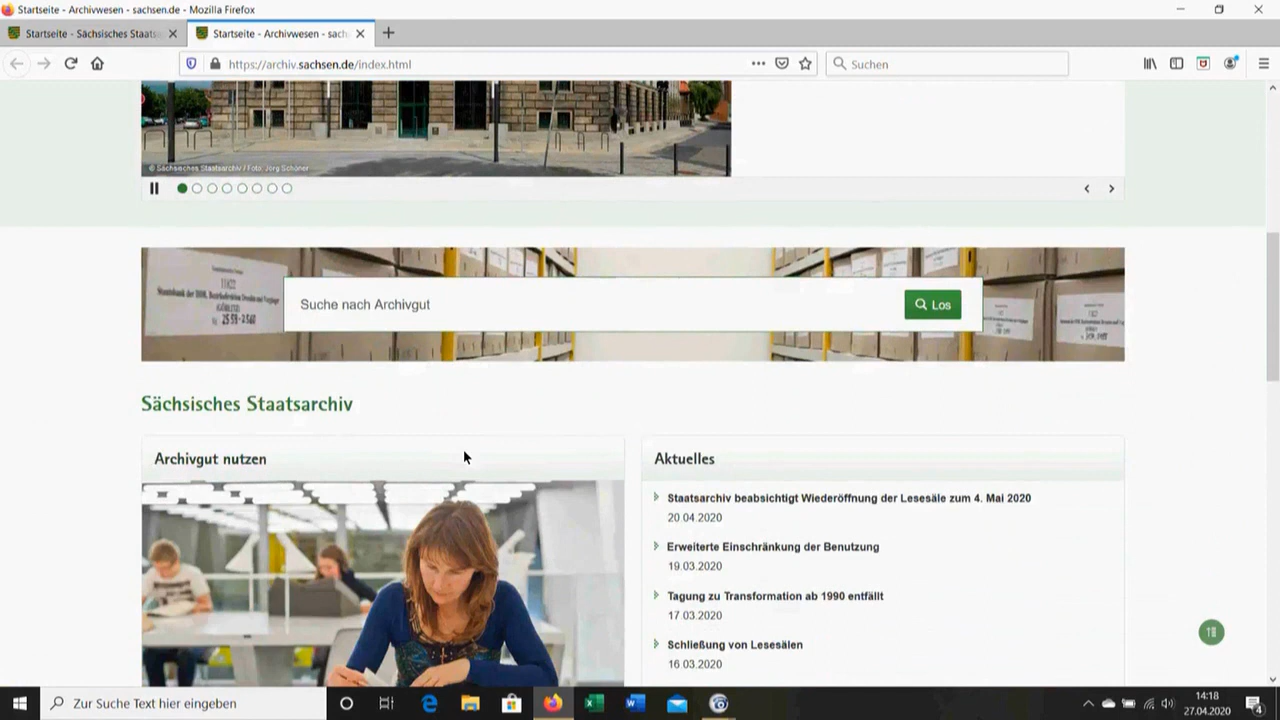 Startseite - Archivwesen - sachsen.de - Mozilla Firefox
Startseite - Sächsisches Staats
Startseite - Archivwesen - sach
https://archiv.sachsen.de/index.html
Suchen
© Sächsisches Staatsarchiv / Foto: Jörg Schöner
Suche nach Archivgut
Los
Sächsisches Staatsarchiv
Archivgut nutzen
Aktuelles
Staatsarchiv beabsichtigt Wiederöffnung der Lesesäle zum 4. Mai 2020
20.04.2020
Erweiterte Einschränkung der Benutzung
19.03.2020
Tagung zu Transformation ab 1990 entfällt
17.03.2020
Schließung von Lesesälen
16.03.2020
Zur Suche Text hier eingeben
14:18
27.04.2020
4